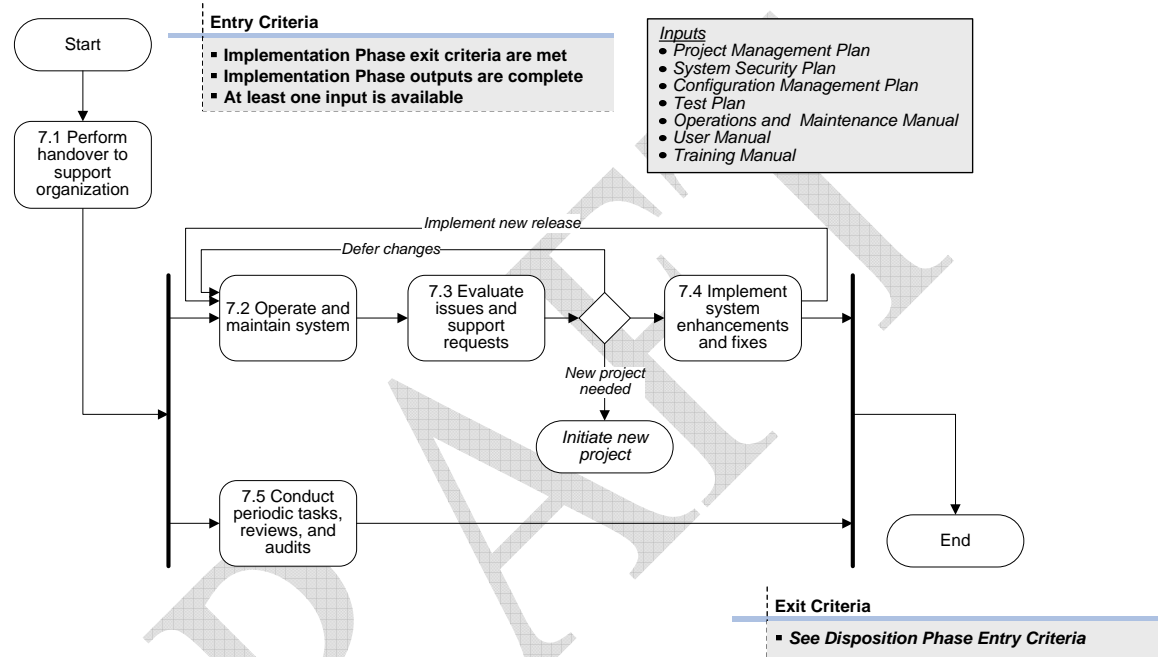 Start
Entry Criteria
▪ Implementation Phase exit criteria are met
▪ Implementation Phase outputs are complete
▪ At least one input is available
Inputs
● Project Management Plan
● System Security Plan
● Configuration Management Plan
● Test Plan
● Operations and Maintenance Manual
● User Manual
● Training Manual
7.1 Perform
handover to
support
organization
Implement new release
Defer changes
7.2 Operate and
maintain system
7.3 Evaluate
issues and
support
requests
7.4 Implement
system
enhancements
and fixes
New project
needed
Initiate new
project
7.5 Conduct
periodic tasks,
reviews, and
audits
End
Exit Criteria
▪ See Disposition Phase Entry Criteria
DRAFT